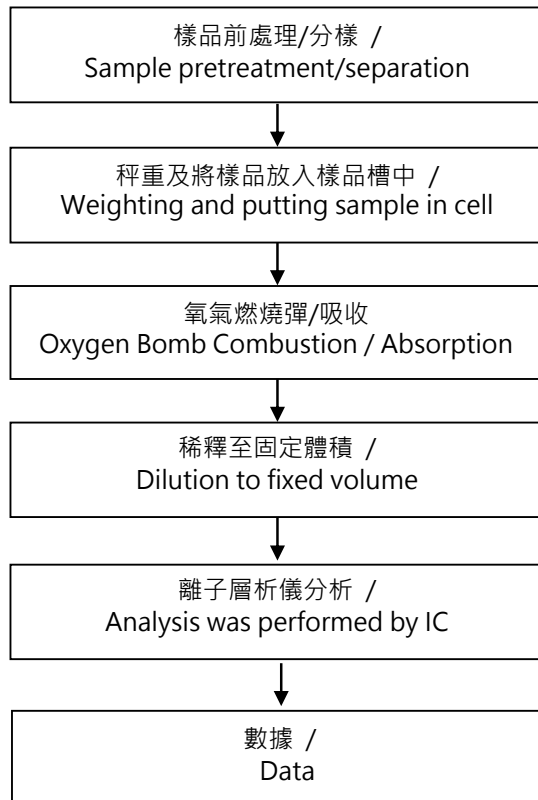 樣品前處理/分樣 /
Sample pretreatment/separation
秤重及將樣品放入樣品槽中 /
Weighting and putting sample in cell
氧氣燃燒彈/吸收
Oxygen Bomb Combustion / Absorption
稀釋至固定體積 /
Dilution to fixed volume
離子層析儀分析 /
Analysis was performed by IC
數據 /
Data